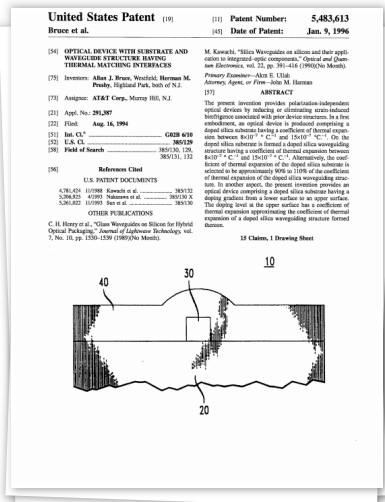 United States Patent [19]
Bruce et al.
[11] Patent Number: 5,483,613
[45] Date of Patent: Jan. 9, 1996
[54] OPTICAL DEVICE WITH SUBSTRATE AND
WAVEGUIDE STRUCTURE HAVING
THERMAL MATCHING INTERFACES
[75] Inventors: Allan J. Bruce, Westfield; Herman M.
Presby, Highland Park, both of N.J.
[73] Assignee: AT&T Corp., Murray Hill, N.J.
[21] Appl. No.: 291,387
[22] Filed: Aug. 16, 1994
[51] Int. Cl.⁶ G02B 6/10
[52] U.S. Cl. 385/129
[58] Field of Search 385/130, 129,
385/131, 132
[56] References Cited
U.S. PATENT DOCUMENTS
4,781,424 11/1988 Kawachi et al. 385/132
5,206,925 4/1993 Nakazawa et al. 385/130 X
5,261,022 11/1993 Sun et al. 385/130
OTHER PUBLICATIONS
C. H. Henry et al., "Glass Waveguides on Silicon for Hybrid
Optical Packaging," Journal of Lightwave Technology, vol.
7, No. 10, pp. 1530–1539 (1989)(No Month).
M. Kawachi, "Silica Waveguides on silicon and their appli-
cation to integrated-optic components," Optical and Quan-
tum Electronics, vol. 22, pp. 391–416 (1990)(No Month).
Primary Examiner—Akm E. Ullah
Attorney, Agent, or Firm—John M. Harman
[57] ABSTRACT
The present invention provides polarization-independent
optical devices by reducing or eliminating strain-induced
birefringence associated with prior device structures. In a first
embodiment, an optical device is produced comprising a
doped silica substrate having a coefficient of thermal expan-
sion between 8×10⁻⁷ ° C.⁻¹ and 15×10⁻⁷ °C.⁻¹. On the
doped silica substrate is formed a doped silica waveguiding
structure having a coefficient of thermal expansion between
8×10⁻⁷ ° C.⁻¹ and 15×10⁻⁷ ° C.⁻¹. Alternatively, the coef-
ficient of thermal expansion of the doped silica substrate is
selected to be approximately 90% to 110% of the coefficient
of thermal expansion of the doped silica waveguiding struc-
ture. In another aspect, the present invention provides an
optical device comprising a doped silica substrate having a
doping gradient from a lower surface to an upper surface.
The doping level at the upper surface has a coefficient of
thermal expansion approximating the coefficient of thermal
expansion of a doped silica waveguiding structure formed
thereon.
15 Claims, 1 Drawing Sheet
10
40
30
20